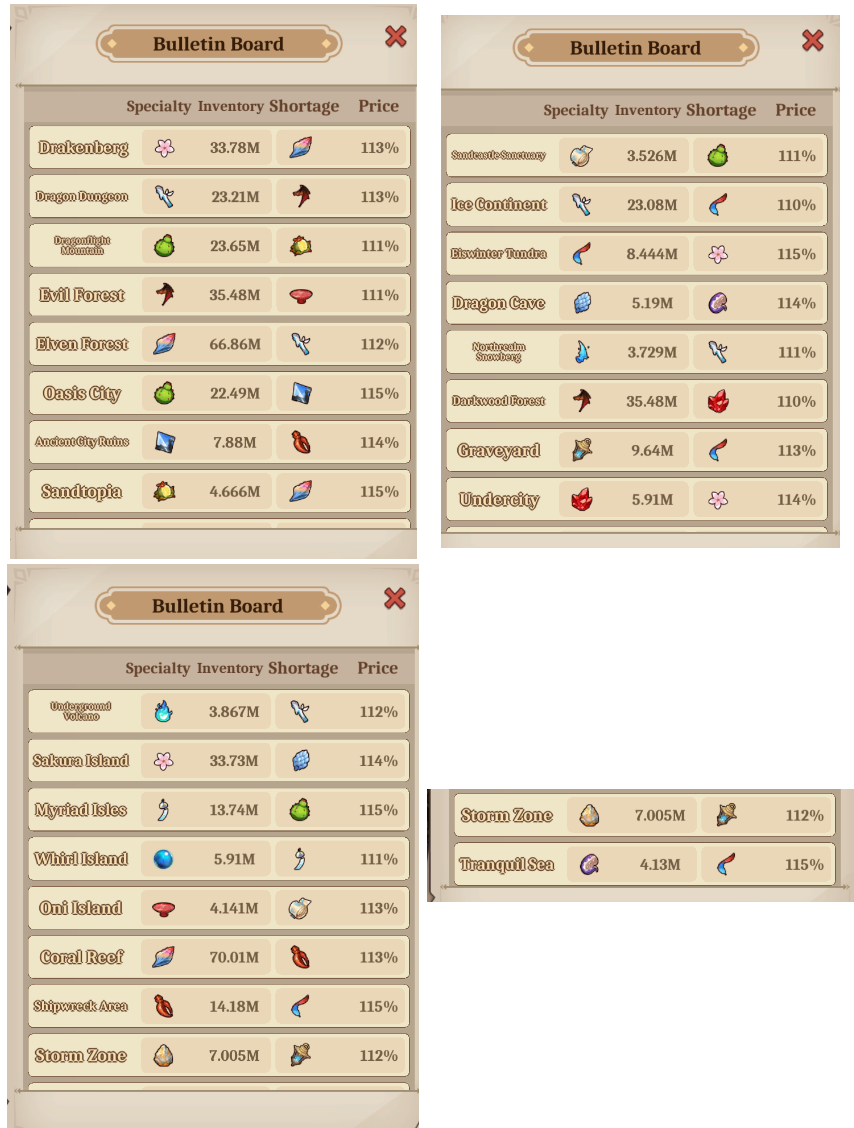 Bulletin Board
Specialty Inventory Shortage Price
Drakenberg 33.78M 113%
Dragon Dungeon 23.21M 113%
Dragonflight
Mountain 23.65M 111%
Evil Forest 35.48M 111%
Elven Forest 66.86M 112%
Oasis City 22.49M 115%
Ancient City Ruins 7.88M 114%
Sandtopia 4.666M 115%
Bulletin Board
Specialty Inventory Shortage Price
Sandcastle Sanctuary 3.526M 111%
Ice Continent 23.08M 110%
Eiswinter Tundra 8.444M 115%
Dragon Cave 5.19M 114%
Northrealm
Snowberg 3.729M 111%
Darkwood Forest 35.48M 110%
Graveyard 9.64M 113%
Undercity 5.91M 114%
Bulletin Board
Specialty Inventory Shortage Price
Underground
Volcano 3.867M 112%
Sakura Island 33.73M 114%
Myriad Isles 13.74M 115%
Whirl Island 5.91M 111%
Oni Island 4.141M 113%
Coral Reef 70.01M 113%
Shipwreck Area 14.18M 115%
Storm Zone 7.005M 112%
Storm Zone 7.005M 112%
Tranquil Sea 4.13M 115%